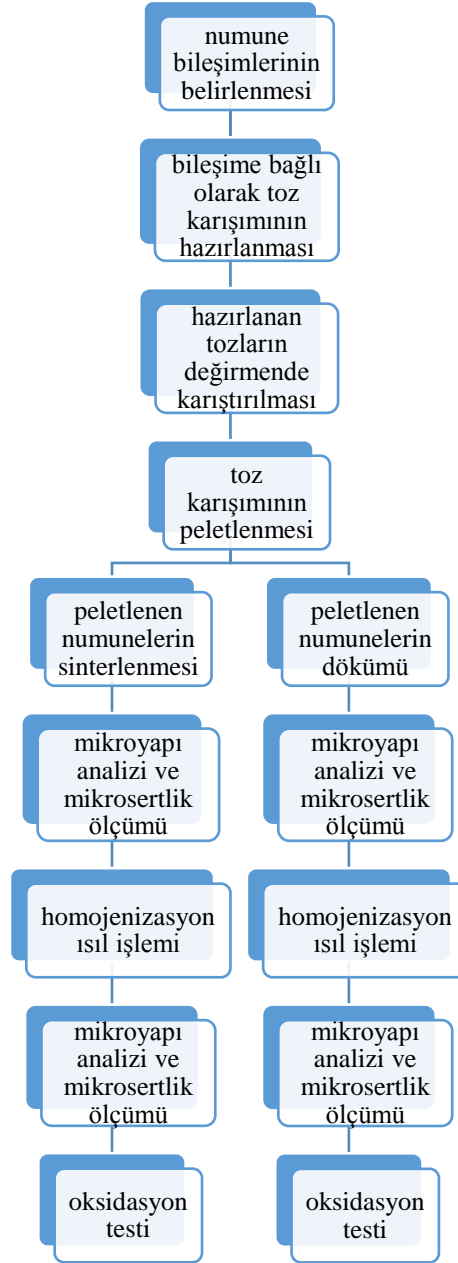 numune
bileşimlerinin
belirlenmesi
bileşime bağlı
olarak toz
karışımının
hazırlanması
hazırlanan
tozların
değirmende
karıştırılması
toz
karışımının
peletlenmesi
peletlenen
numunelerin
sinterlenmesi
mikroyapı
analizi ve
mikrosertlik
ölçümü
homojenizasyon
ısıl işlemi
mikroyapı
analizi ve
mikrosertlik
ölçümü
oksidasyon
testi
peletlenen
numunelerin
dökümü
mikroyapı
analizi ve
mikrosertlik
ölçümü
homojenizasyon
ısıl işlemi
mikroyapı
analizi ve
mikrosertlik
ölçümü
oksidasyon
testi